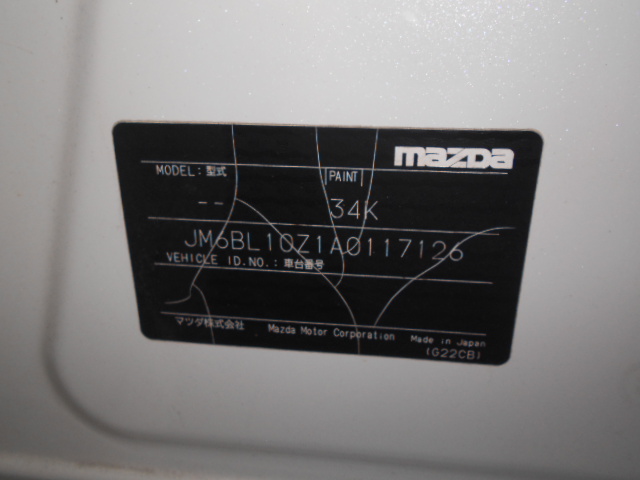 mazda
MODEL: 型式 PAINT
-- 34K
JM6BL10Z1A0117126
VEHICLE ID.NO.: 車台番号
マツダ株式会社 Mazda Motor Corporation Made in Japan
(G22CB)